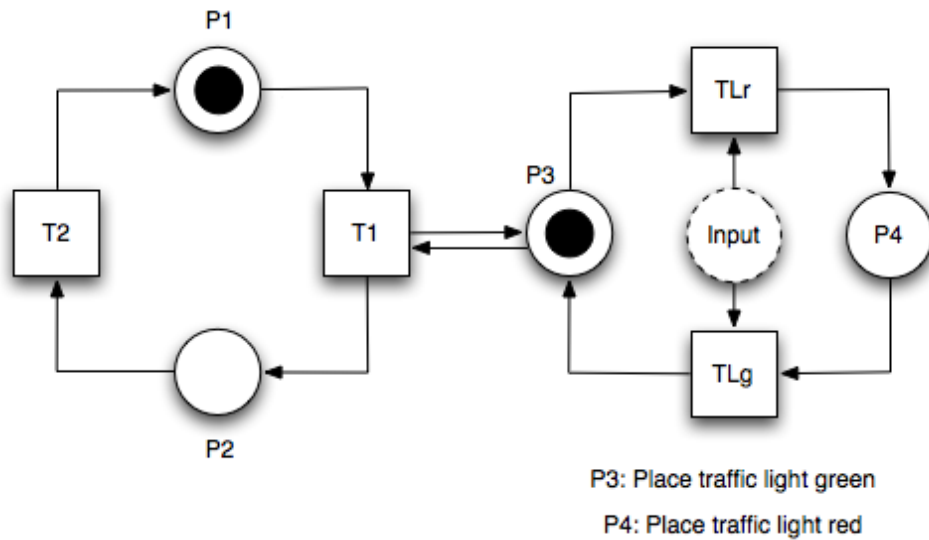 P1
TLr
P3
T2
T1
Input
P4
TLg
P2
P3: Place traffic light green
P4: Place traffic light red